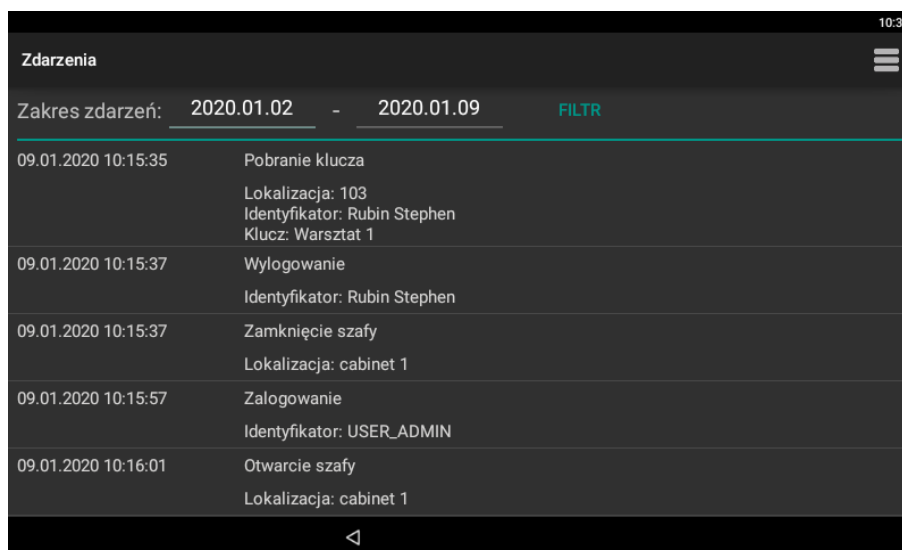 10:3
Zdarzenia
Zakres zdarzeń: 2020.01.02 - 2020.01.09 FILTR
09.01.2020 10:15:35 Pobranie klucza
Lokalizacja: 103
Identyfikator: Rubin Stephen
Klucz: Warsztat 1
09.01.2020 10:15:37 Wylogowanie
Identyfikator: Rubin Stephen
09.01.2020 10:15:37 Zamknięcie szafy
Lokalizacja: cabinet 1
09.01.2020 10:15:57 Zalogowanie
Identyfikator: USER_ADMIN
09.01.2020 10:16:01 Otwarcie szafy
Lokalizacja: cabinet 1